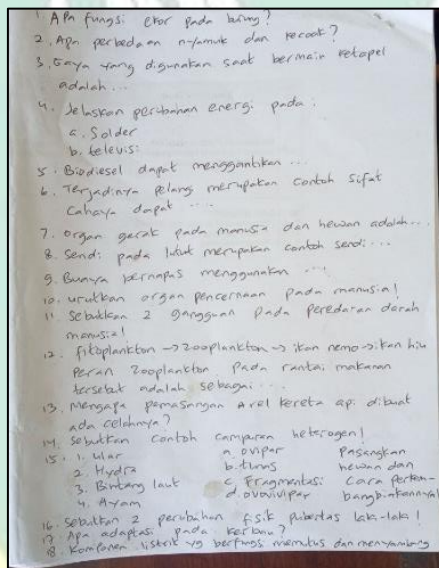 1. Apa fungsi ekor pada burung?
2. Apa perbedaan nyamuk dan kecoak?
3. Gaya yang digunakan saat bermain ketapel
adalah ...
4. Jelaskan perubahan energi pada :
a. Solder
b. televisi
5. Biodiesel dapat menggantikan ...
6. Terjadinya pelangi merupakan contoh sifat
cahaya dapat ....
7. organ gerak pada manusia dan hewan adalah...
8. Sendi pada lutut merupakan contoh sendi ...
9. Buaya bernapas menggunakan ...!
10. urutkan organ pencernaan pada manusia!
11. Sebutkan 2 gangguan pada peredaran darah
manusia!
12. fitoplankton → zooplankton → ikan nemo → ikan hiu
Peran zooplankton pada rantai makanan
tersebut adalah sebagai ...
13. Mengapa pemasangan a rel kereta api dibuat
ada celahnya?
14. Sebutkan contoh campuran heterogen!
15. 1. Ular a. ovipar Pasangkan
2. Hydra b. tunas hewan dan
3. Bintang laut c. Fragmentasi cara perkem-
4. Ayam d. ovovivipar bangbiakannya!
16. Sebutkan 2 perubahan fisik pubertas laki-laki!
17. Apa adaptasi pada kerbau?
18. Komponen listrik yg berfungsi memutus dan menyambung